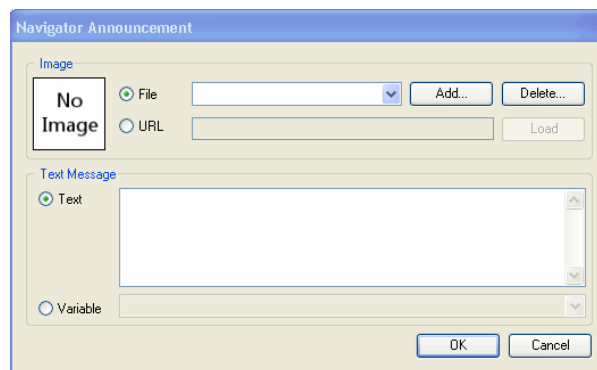 Navigator Announcement
Image
No
Image
File
Add...
Delete...
URL
Load
Text Message
Text
Variable
OK
Cancel